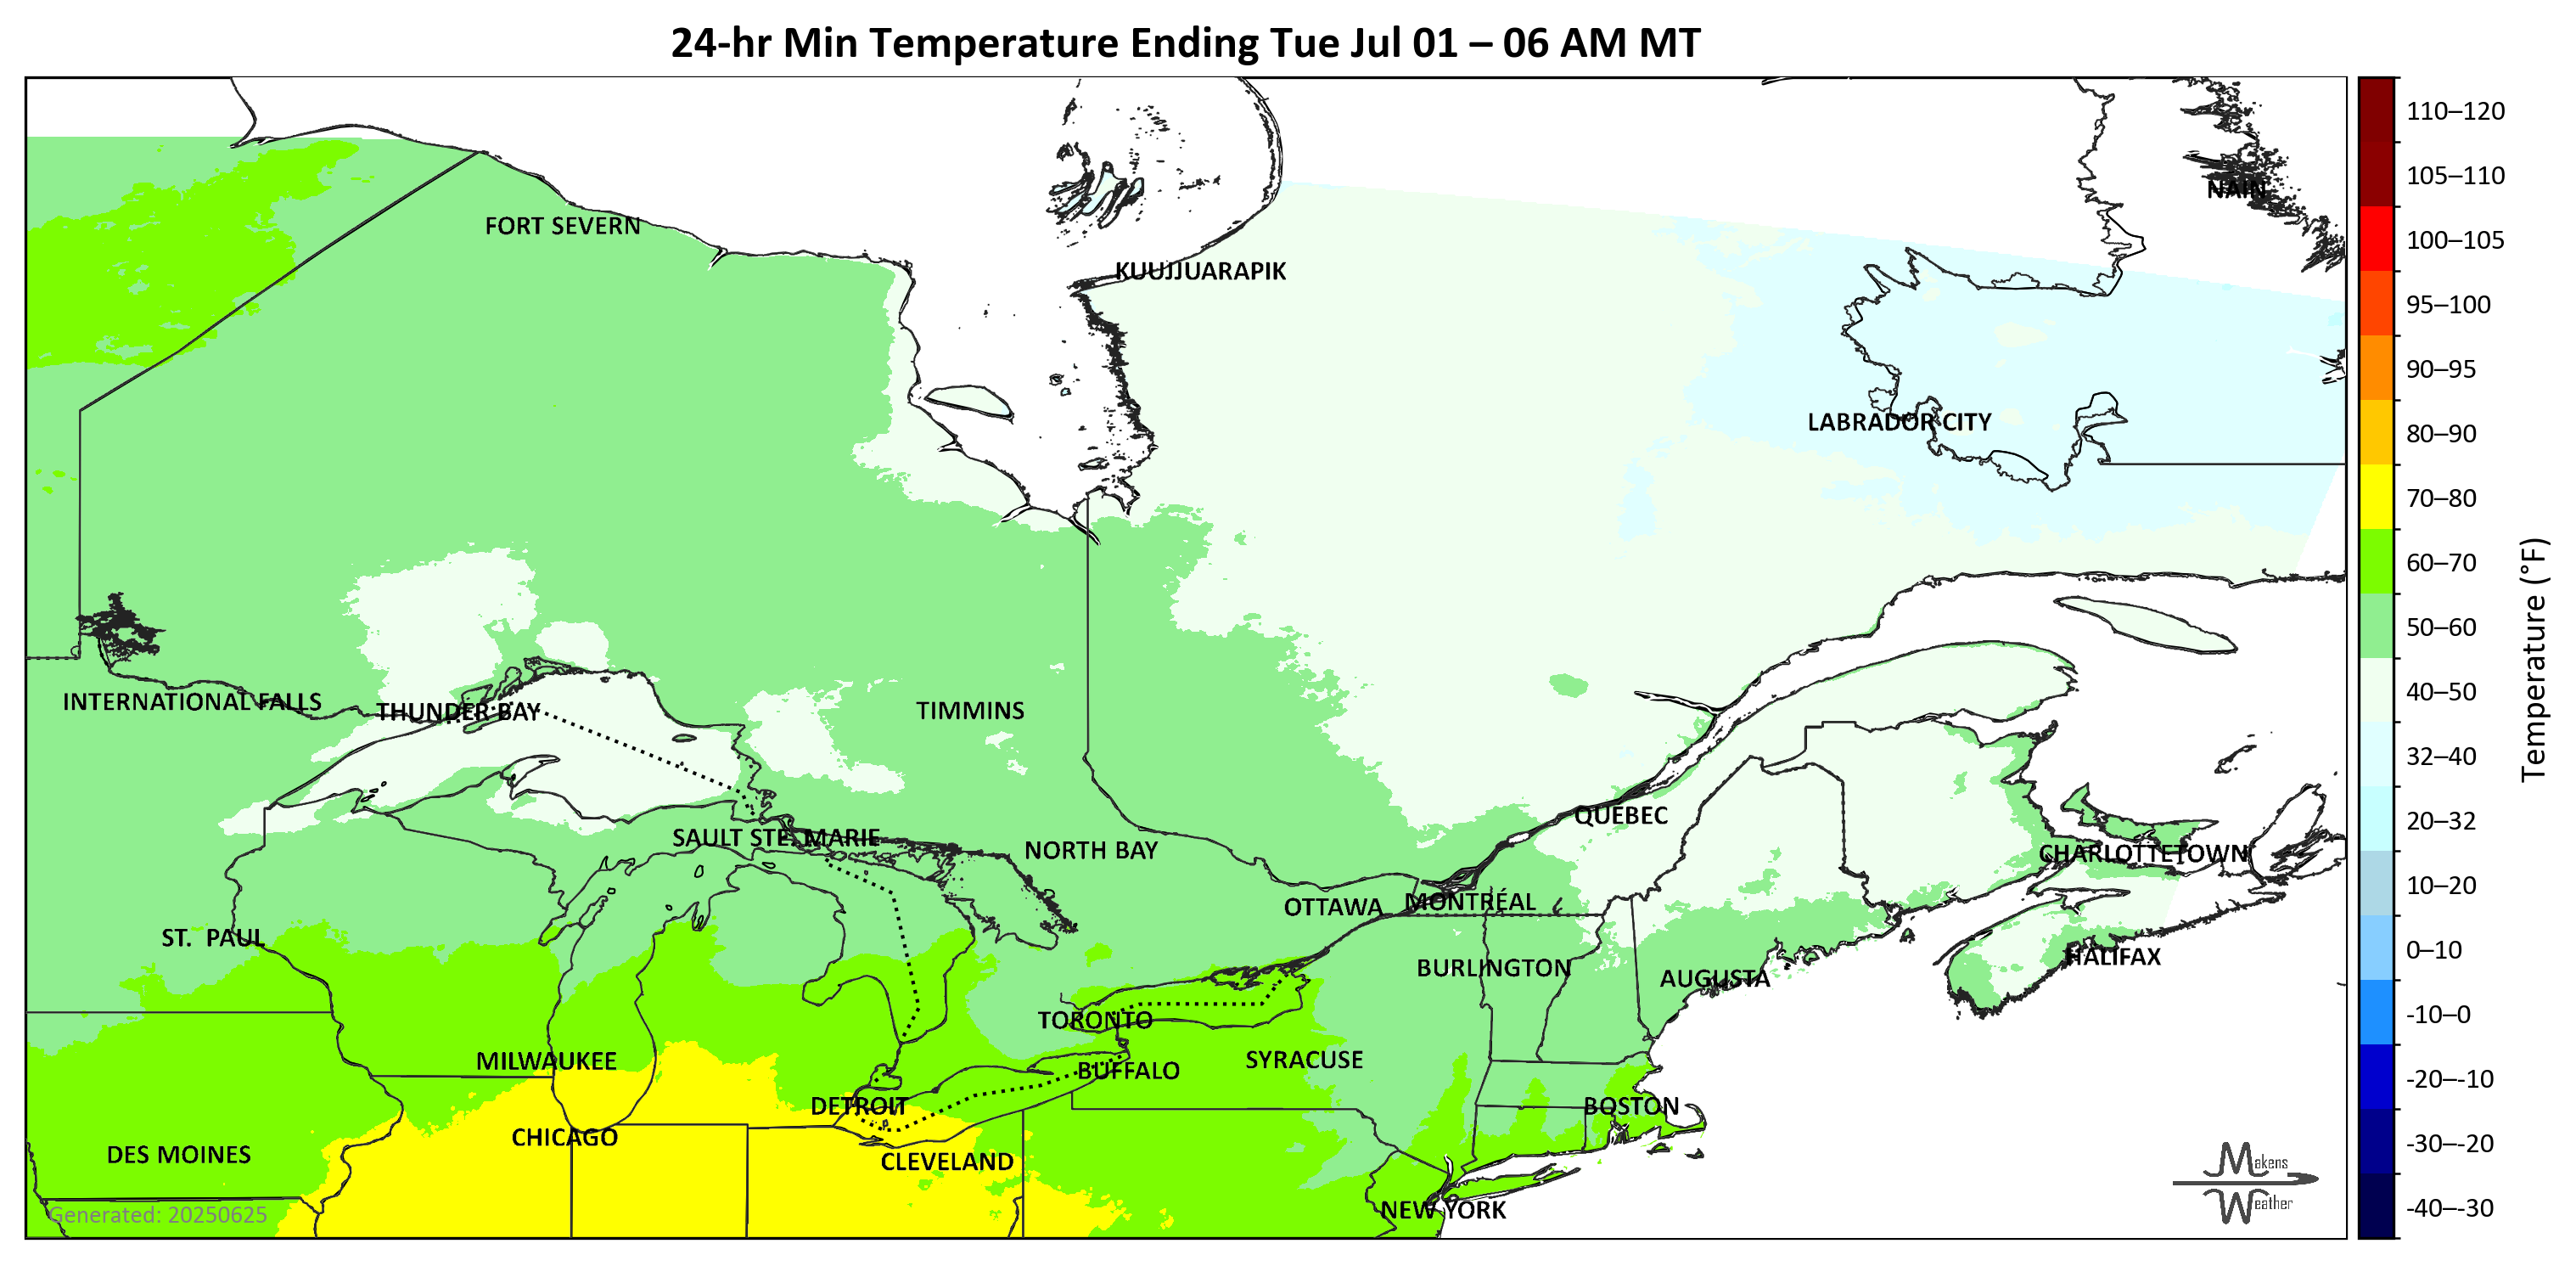 24-hr Min Temperature Ending Tue Jul 01 – 06 AM MT
110–120
105–110
NAIN
FORT SEVERN
100–105
KUUJJUARAPIK
95–100
90–95
LABRADOR CITY
80–90
70–80
60–70
50–60
Temperature (°F)
40–50
INTERNATIONAL FALLS
THUNDER BAY
TIMMINS
32–40
QUEBEC
20–32
SAULT STE. MARIE
NORTH BAY
CHARLOTTETOWN
10–20
OTTAWA
MONTRÉAL
ST. PAUL
0–10
HALIFAX
BURLINGTON
AUGUSTA
-10–0
TORONTO
MILWAUKEE
SYRACUSE
BUFFALO
-20–-10
DETROIT
BOSTON
CHICAGO
-30–-20
DES MOINES
CLEVELAND
Makens
Weather
NEW YORK
-40–-30
Generated: 20250625